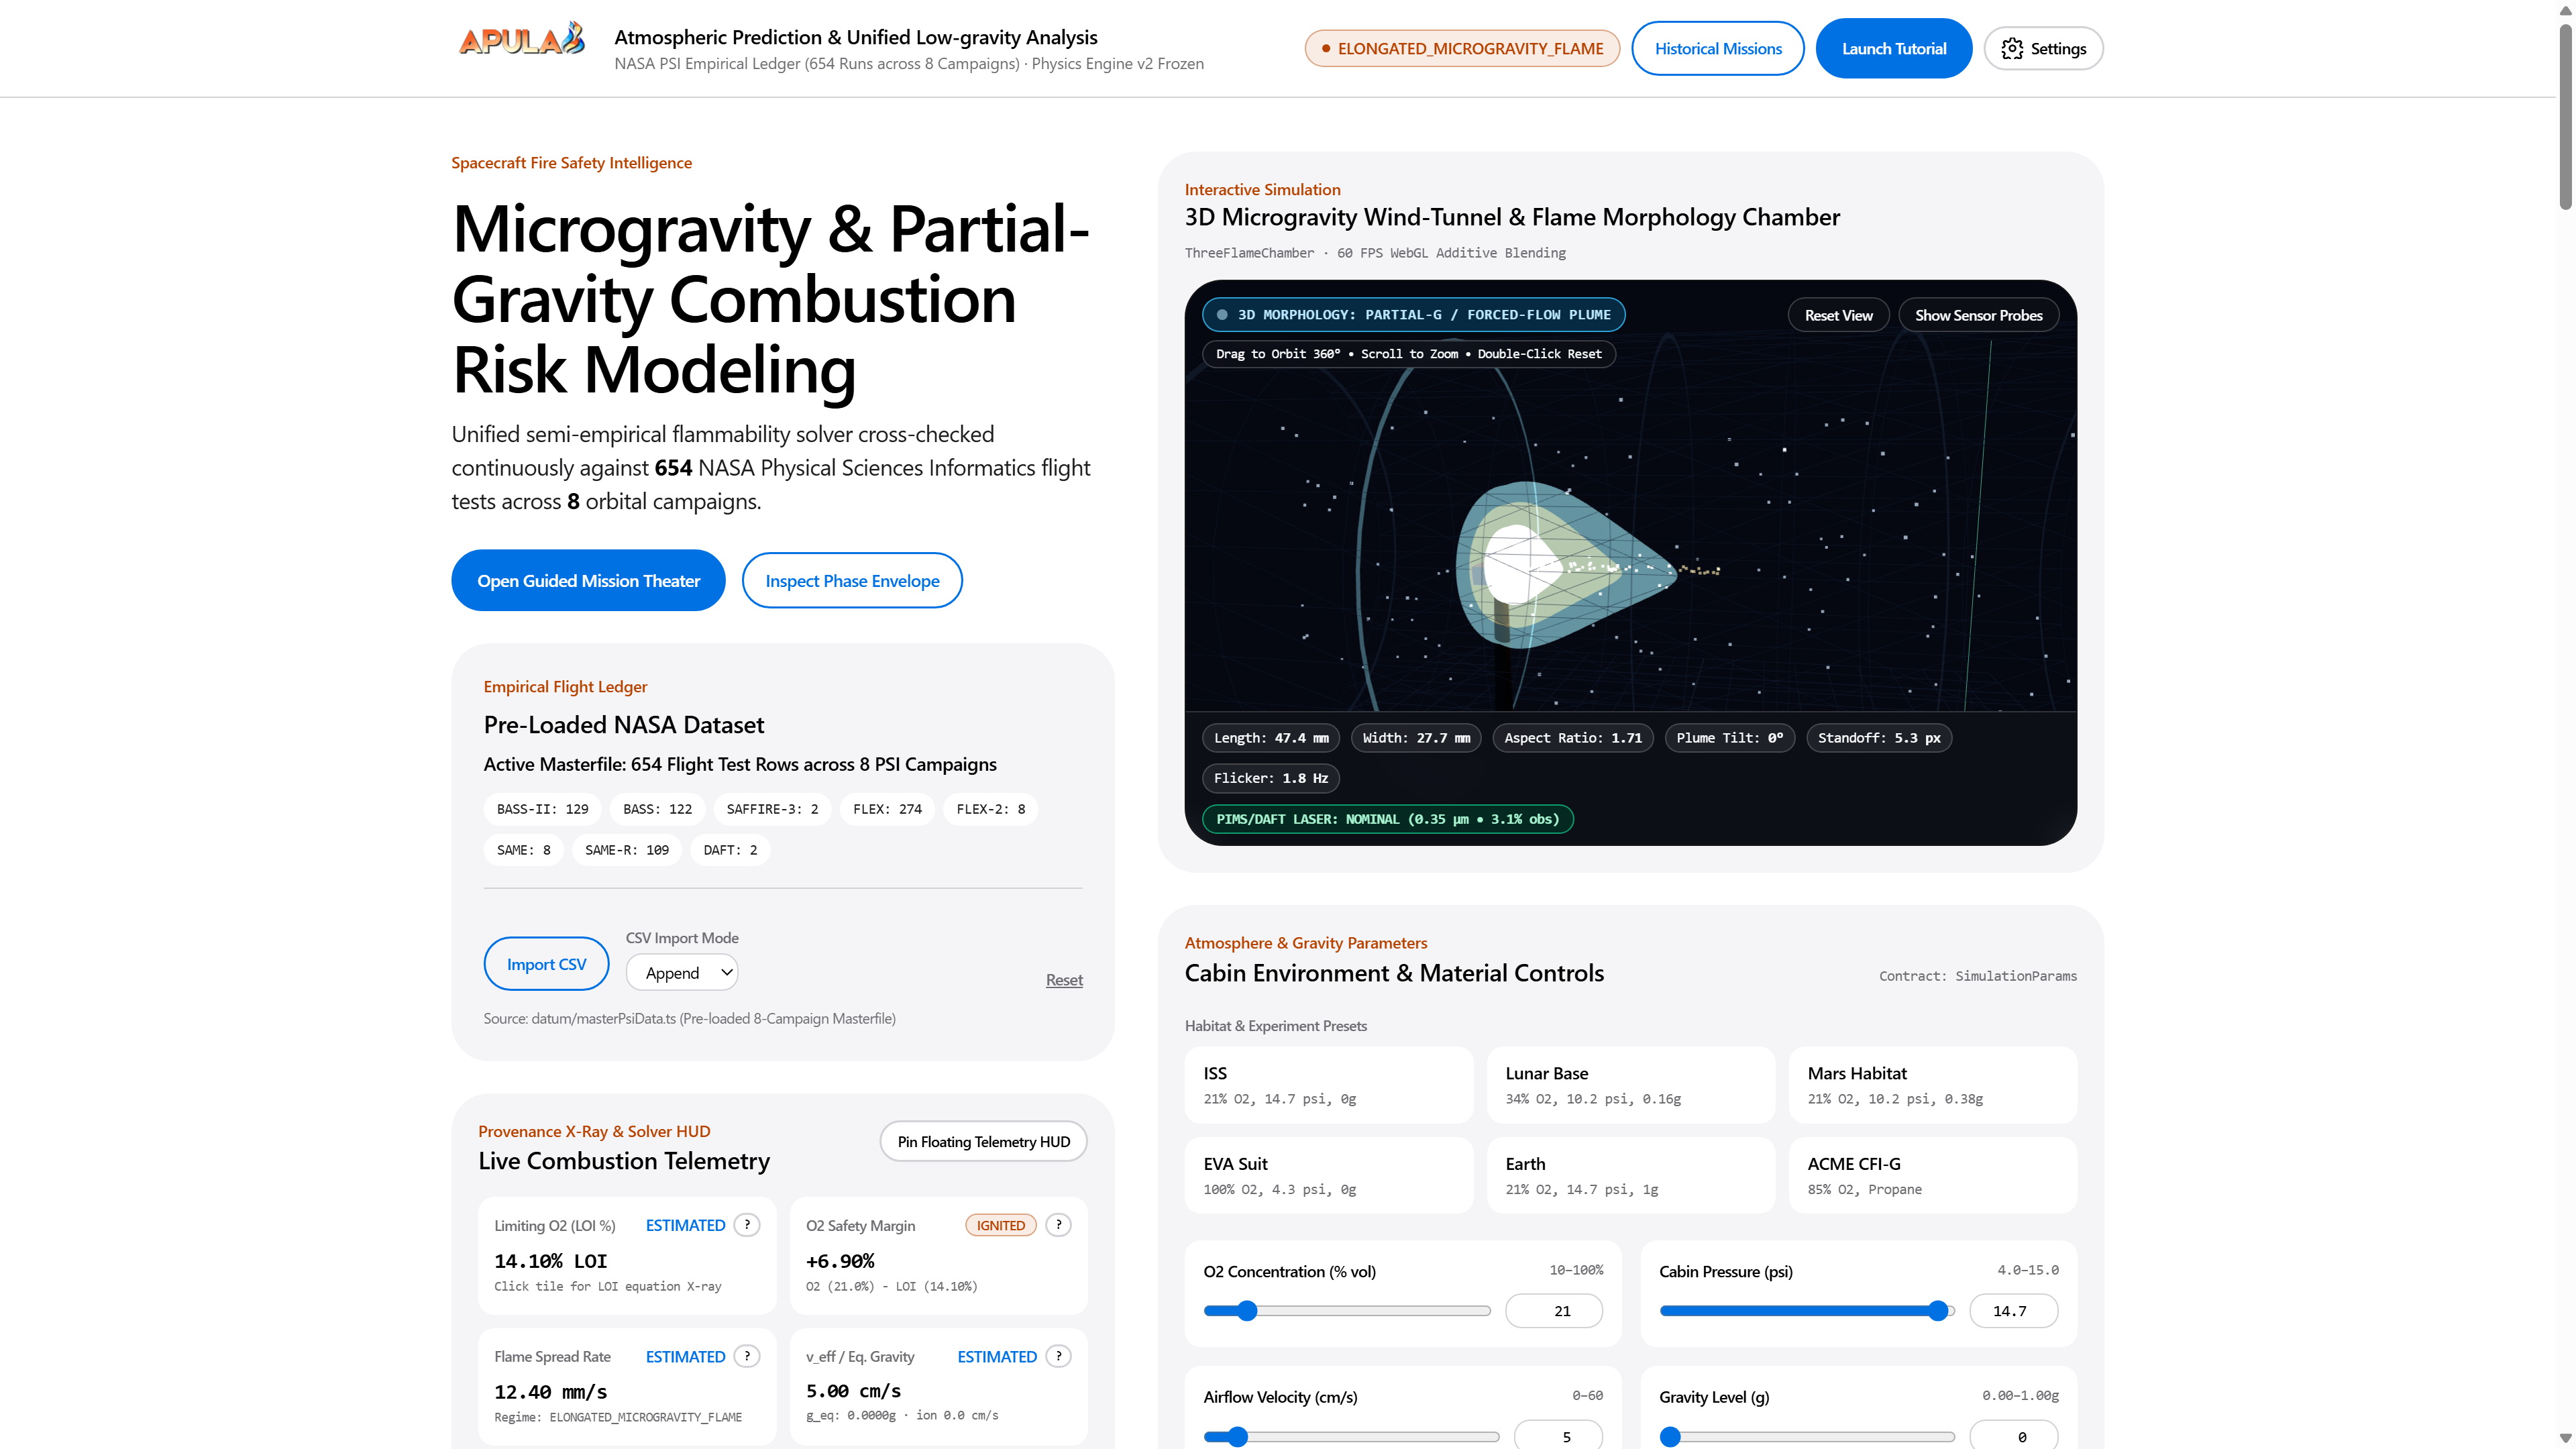 APULA
Atmospheric Prediction & Unified Low-gravity Analysis
NASA PSI Empirical Ledger (654 Runs across 8 Campaigns) · Physics Engine v2 Frozen
ELONGATED_MICROGRAVITY_FLAME
Historical Missions
Launch Tutorial
Settings
Spacecraft Fire Safety Intelligence
Microgravity & Partial-
Gravity Combustion
Risk Modeling
Unified semi-empirical flammability solver cross-checked
continuously against 654 NASA Physical Sciences Informatics flight
tests across 8 orbital campaigns.
Open Guided Mission Theater
Inspect Phase Envelope
Empirical Flight Ledger
Pre-Loaded NASA Dataset
Active Masterfile: 654 Flight Test Rows across 8 PSI Campaigns
BASS-II: 129
BASS: 122
SAFFIRE-3: 2
FLEX: 274
FLEX-2: 8
SAME: 8
SAME-R: 109
DAFT: 2
Import CSV
CSV Import Mode
Append
Reset
Source: datum/masterPsiData.ts (Pre-loaded 8-Campaign Masterfile)
Provenance X-Ray & Solver HUD
Live Combustion Telemetry
Pin Floating Telemetry HUD
Limiting O2 (LOI %)
ESTIMATED
?
14.10% LOI
Click tile for LOI equation X-ray
O2 Safety Margin
IGNITED
?
+6.90%
O2 (21.0%) - LOI (14.10%)
Flame Spread Rate
ESTIMATED
?
12.40 mm/s
Regime: ELONGATED_MICROGRAVITY_FLAME
v_eff / Eq. Gravity
ESTIMATED
?
5.00 cm/s
g_eq: 0.0000g · ion 0.0 cm/s
Interactive Simulation
3D Microgravity Wind-Tunnel & Flame Morphology Chamber
ThreeFlameChamber · 60 FPS WebGL Additive Blending
3D MORPHOLOGY: PARTIAL-G / FORCED-FLOW PLUME
Reset View
Show Sensor Probes
Drag to Orbit 360° • Scroll to Zoom • Double-Click Reset
Length: 47.4 mm
Width: 27.7 mm
Aspect Ratio: 1.71
Plume Tilt: 0°
Standoff: 5.3 px
Flicker: 1.8 Hz
PIMS/DAFT LASER: NOMINAL (0.35 µm • 3.1% obs)
Atmosphere & Gravity Parameters
Cabin Environment & Material Controls
Contract: SimulationParams
Habitat & Experiment Presets
ISS
21% O2, 14.7 psi, 0g
Lunar Base
34% O2, 10.2 psi, 0.16g
Mars Habitat
21% O2, 10.2 psi, 0.38g
EVA Suit
100% O2, 4.3 psi, 0g
Earth
21% O2, 14.7 psi, 1g
ACME CFI-G
85% O2, Propane
O2 Concentration (% vol)
10–100%
21
Cabin Pressure (psi)
4.0–15.0
14.7
Airflow Velocity (cm/s)
0–60
5
Gravity Level (g)
0.00–1.00g
0